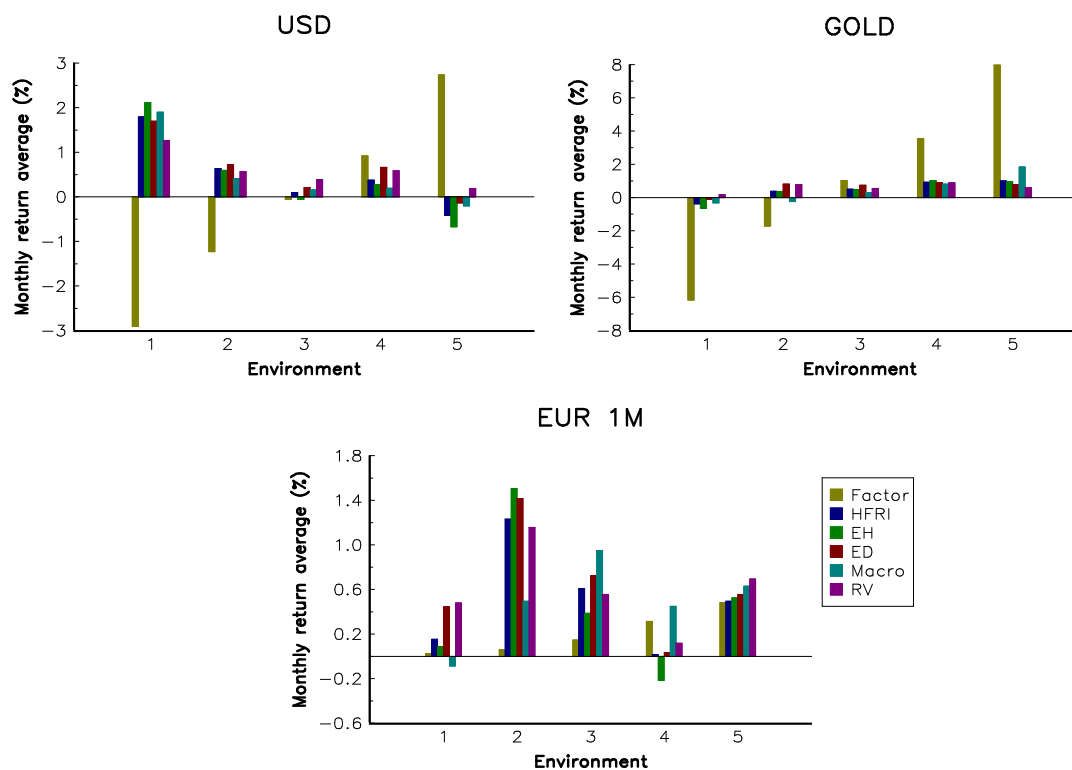 USD
Monthly return average (%)
3
2
1
0
−1
−2
−3
1 2 3 4 5
Environment
GOLD
Monthly return average (%)
8
6
4
2
0
−2
−4
−6
−8
1 2 3 4 5
Environment
EUR 1M
Monthly return average (%)
1.8
1.4
1.0
0.6
0.2
−0.2
−0.6
1 2 3 4 5
Environment
Factor
HFRI
EH
ED
Macro
RV